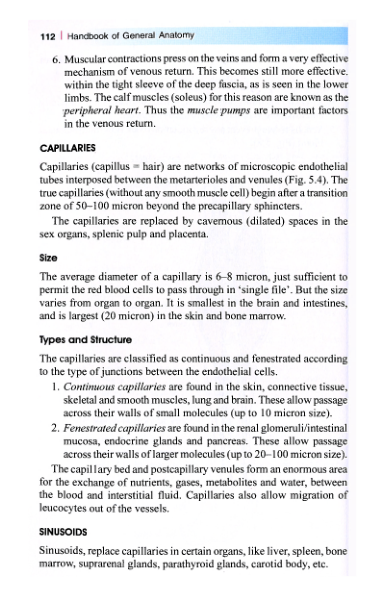 112 | Handbook of General Anatomy
6. Muscular contractions press on the veins and form a very effective
mechanism of venous return. This becomes still more effective.
within the tight sleeve of the deep fascia, as is seen in the lower
limbs. The calf muscles (soleus) for this reason are known as the
peripheral heart. Thus the muscle pumps are important factors
in the venous return.
CAPILLARIES
Capillaries (capillus = hair) are networks of microscopic endothelial
tubes interposed between the metarterioles and venules (Fig. 5.4). The
true capillaries (without any smooth muscle cell) begin after a transition
zone of 50–100 micron beyond the precapillary sphincters.
The capillaries are replaced by cavernous (dilated) spaces in the
sex organs, splenic pulp and placenta.
Size
The average diameter of a capillary is 6–8 micron, just sufficient to
permit the red blood cells to pass through in 'single file'. But the size
varies from organ to organ. It is smallest in the brain and intestines,
and is largest (20 micron) in the skin and bone marrow.
Types and Structure
The capillaries are classified as continuous and fenestrated according
to the type of junctions between the endothelial cells.
1. Continuous capillaries are found in the skin, connective tissue,
skeletal and smooth muscles, lung and brain. These allow passage
across their walls of small molecules (up to 10 micron size).
2. Fenestrated capillaries are found in the renal glomeruli/intestinal
mucosa, endocrine glands and pancreas. These allow passage
across their walls of larger molecules (up to 20–100 micron size).
The capillary bed and postcapillary venules form an enormous area
for the exchange of nutrients, gases, metabolites and water, between
the blood and interstitial fluid. Capillaries also allow migration of
leucocytes out of the vessels.
SINUSOIDS
Sinusoids, replace capillaries in certain organs, like liver, spleen, bone
marrow, suprarenal glands, parathyroid glands, carotid body, etc.